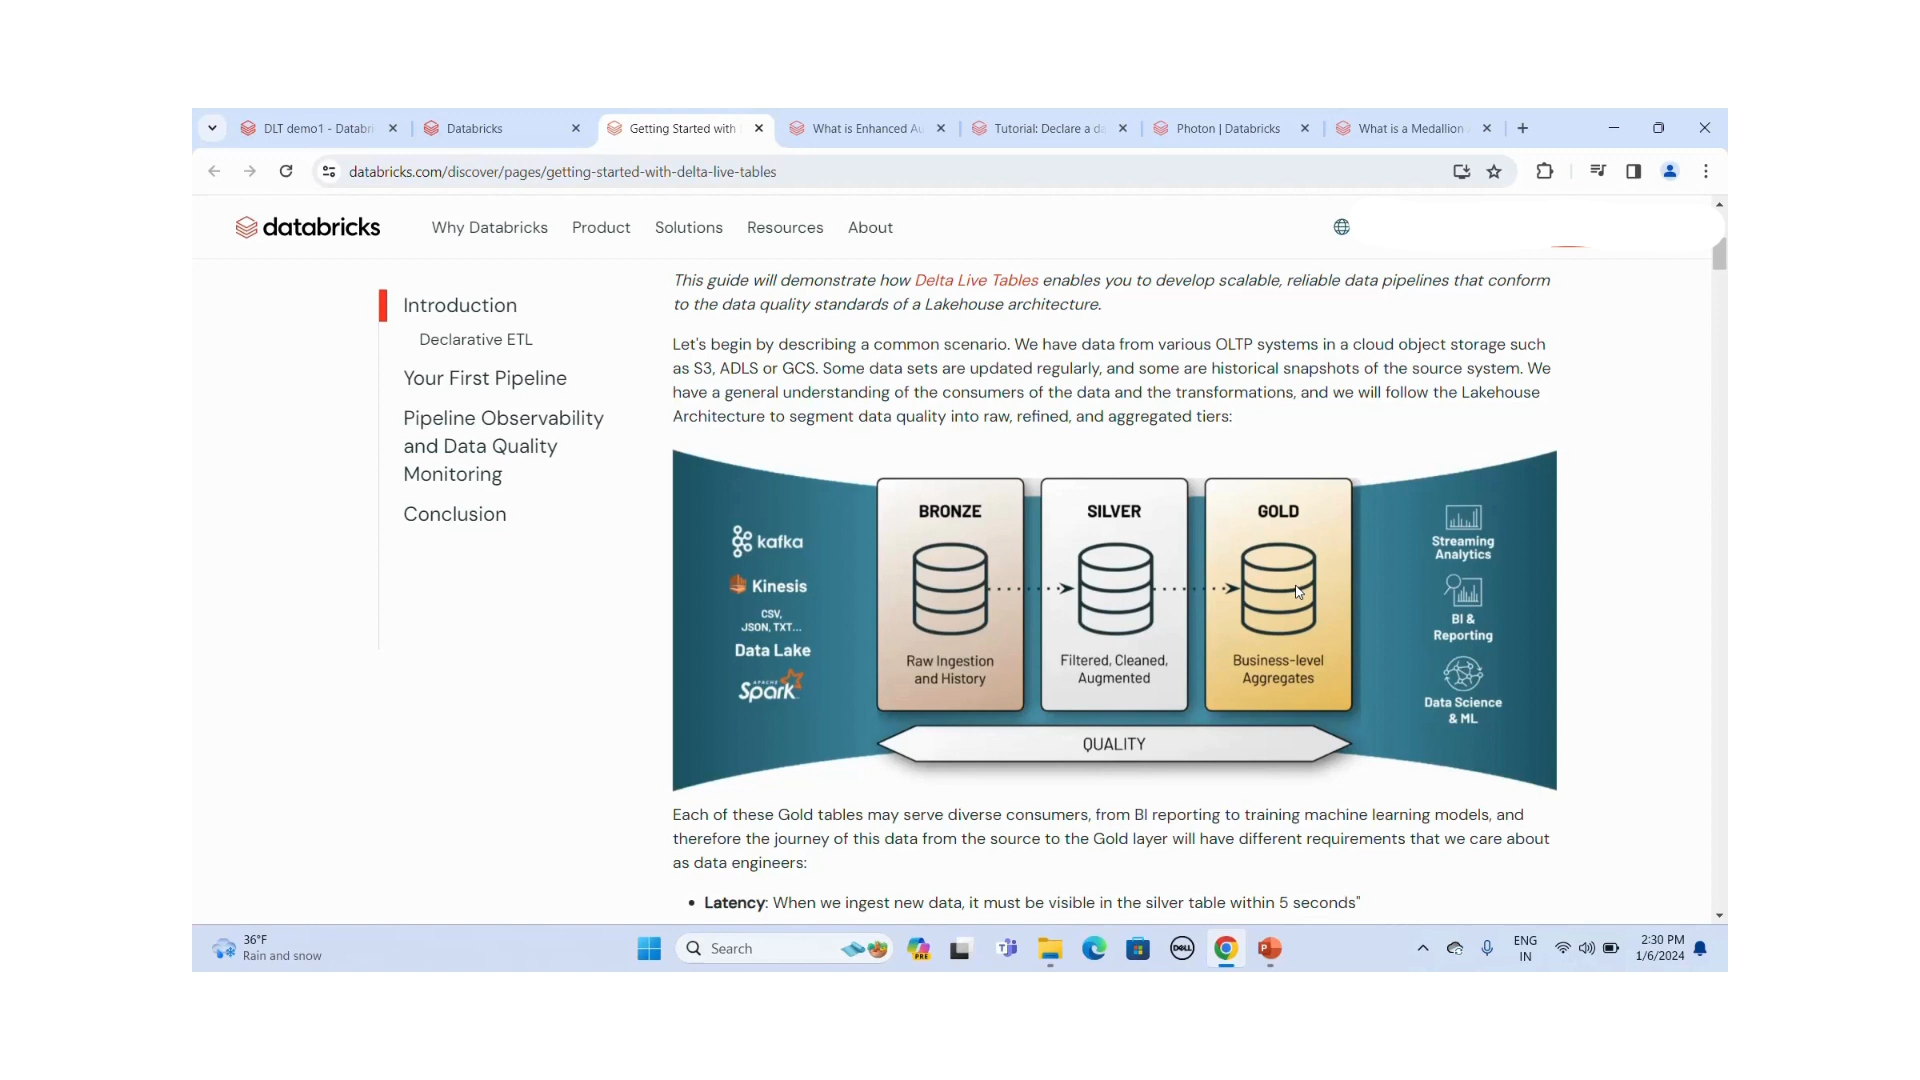 DLT demo1 - Databri
Databricks
Getting Started with
What is Enhanced Au
Tutorial: Declare a da
Photon | Databricks
What is a Medallion
databricks.com/discover/pages/getting-started-with-delta-live-tables
databricks
Why Databricks
Product
Solutions
Resources
About
Introduction
Declarative ETL
Your First Pipeline
Pipeline Observability
and Data Quality
Monitoring
Conclusion
This guide will demonstrate how Delta Live Tables enables you to develop scalable, reliable data pipelines that conform
to the data quality standards of a Lakehouse architecture.
Let's begin by describing a common scenario. We have data from various OLTP systems in a cloud object storage such
as S3, ADLS or GCS. Some data sets are updated regularly, and some are historical snapshots of the source system. We
have a general understanding of the consumers of the data and the transformations, and we will follow the Lakehouse
Architecture to segment data quality into raw, refined, and aggregated tiers:
kafka
Kinesis
CSV,
JSON, TXT...
Data Lake
APACHE
Spark
BRONZE
Raw Ingestion
and History
SILVER
Filtered, Cleaned,
Augmented
GOLD
Business-level
Aggregates
QUALITY
Streaming
Analytics
BI &
Reporting
Data Science
& ML
Each of these Gold tables may serve diverse consumers, from BI reporting to training machine learning models, and
therefore the journey of this data from the source to the Gold layer will have different requirements that we care about
as data engineers:
• Latency: When we ingest new data, it must be visible in the silver table within 5 seconds"
36°F
Rain and snow
Search
PRE
DELL
ENG
IN
2:30 PM
1/6/2024